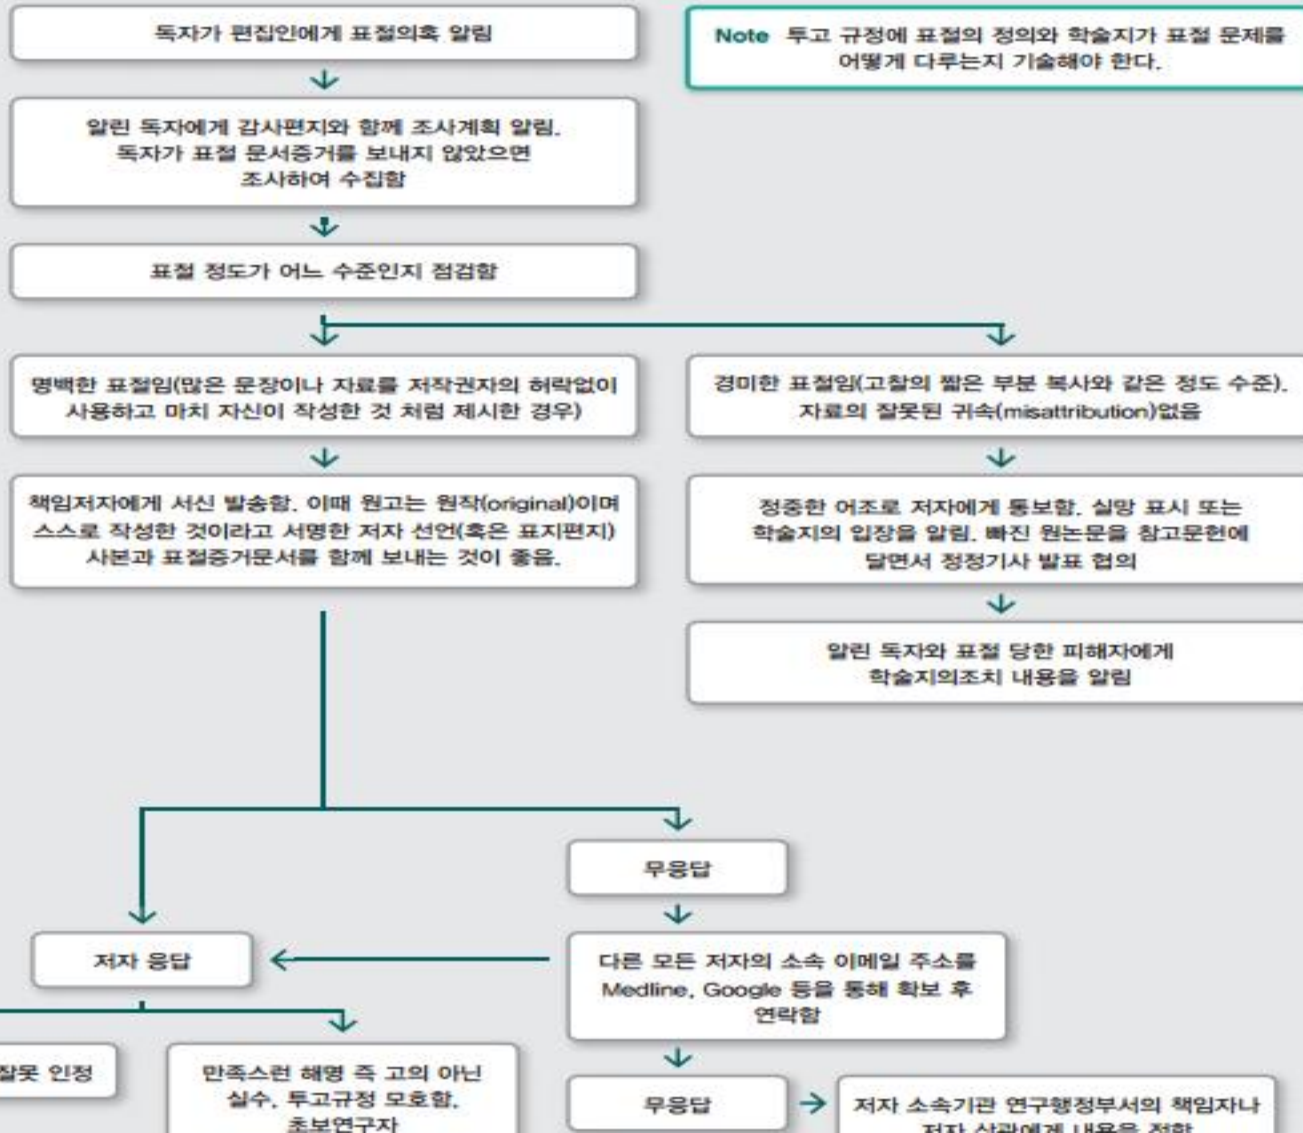 독자가 편집인에게 표절의혹 알림
Note 투고 규정에 표절의 정의와 학술지가 표절 문제를
어떻게 다루는지 기술해야 한다.
알린 독자에게 감사편지와 함께 조사계획 알림.
독자가 표절 문서증거를 보내지 않았으면
조사하여 수집함
표절 정도가 어느 수준인지 점검함
명백한 표절임(많은 문장이나 자료를 저작권자의 허락없이
사용하고 마치 자신이 작성한 것 처럼 제시한 경우)
경미한 표절임(고찰의 짧은 부분 복사와 같은 정도 수준).
자료의 잘못된 귀속(misattribution)없음
책임저자에게 서신 발송함. 이때 원고는 원작(original)이며
스스로 작성한 것이라고 서명한 저자 선언(혹은 표지편지)
사본과 표절증거문서를 함께 보내는 것이 좋음.
정중한 어조로 저자에게 통보함. 실망 표시 또는
학술지의 입장을 알림. 빠진 원논문을 참고문헌에
달면서 정정기사 발표 협의
알린 독자와 표절 당한 피해자에게
학술지의조치 내용을 알림
무응답
저자 응답
다른 모든 저자의 소속 이메일 주소를
Medline, Google 등을 통해 확보 후
연락함
잘못 인정
만족스런 해명 즉 고의 아닌
실수, 투고규정 모호함,
초보연구자
무응답
저자 소속기관 연구행정부서의 책임자나
저자 상관에게 내용을 전함